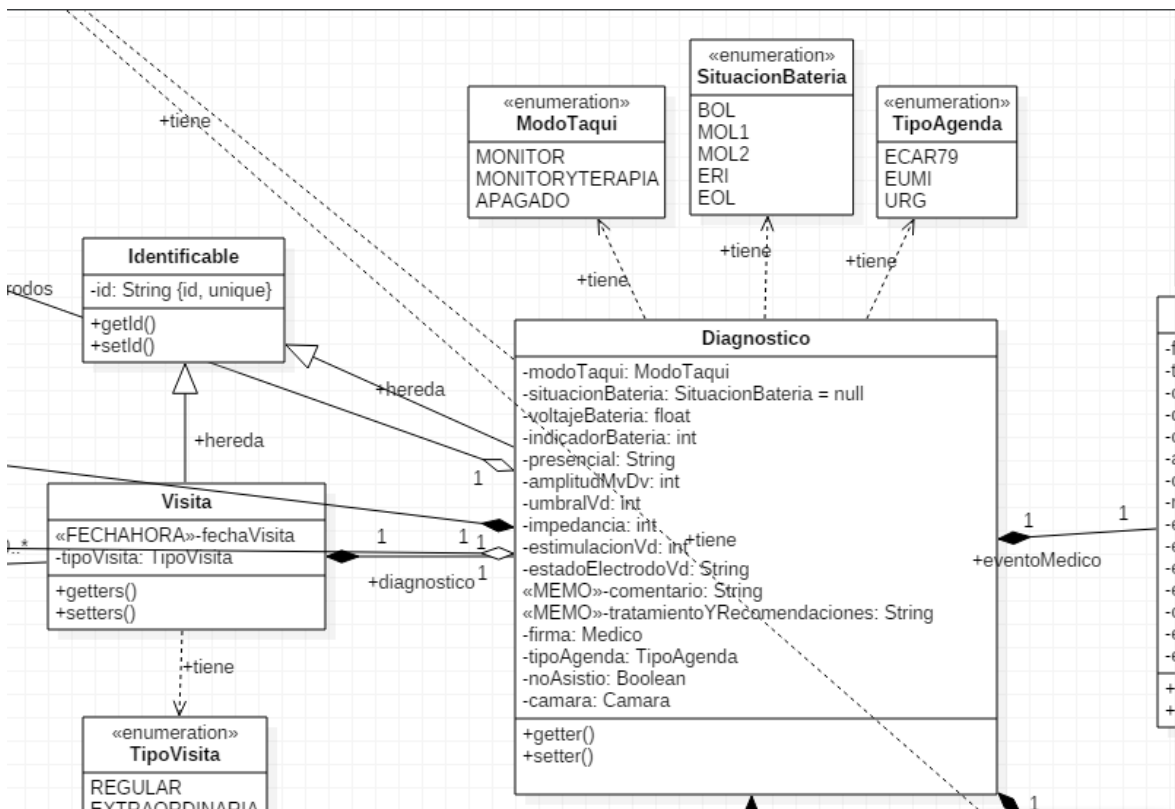 +tiene
«enumeration»
ModoTaqui
MONITOR
MONITORYTERAPIA
APAGADO
«enumeration»
SituacionBateria
BOL
MOL1
MOL2
ERI
EOL
«enumeration»
TipoAgenda
ECAR79
EUMI
URG
+tiene
+tiene
+tiene
Identificable
-id: String {id, unique}
+getId()
+setId()
+hereda
+hereda
Visita
«FECHAHORA»-fechaVisita
-tipoVisita: TipoVisita
+getters()
+setters()
1
1
1
1
1
+diagnostico
+tiene
«enumeration»
TipoVisita
REGULAR
EXTRAORDINARIA
Diagnostico
-modoTaqui: ModoTaqui
-situacionBateria: SituacionBateria = null
-voltajeBateria: float
-indicadorBateria: int
-presencial: String
-amplitudMvDv: int
-umbralVd: int
-impedancia: int
-estimulacionVd: int
-estadoElectrodoVd: String
«MEMO»-comentario: String
«MEMO»-tratamientoYRecomendaciones: String
-firma: Medico
-tipoAgenda: TipoAgenda
-noAsistio: Boolean
-camara: Camara
+getter()
+setter()
+tiene
1
1
+eventoMedico
1